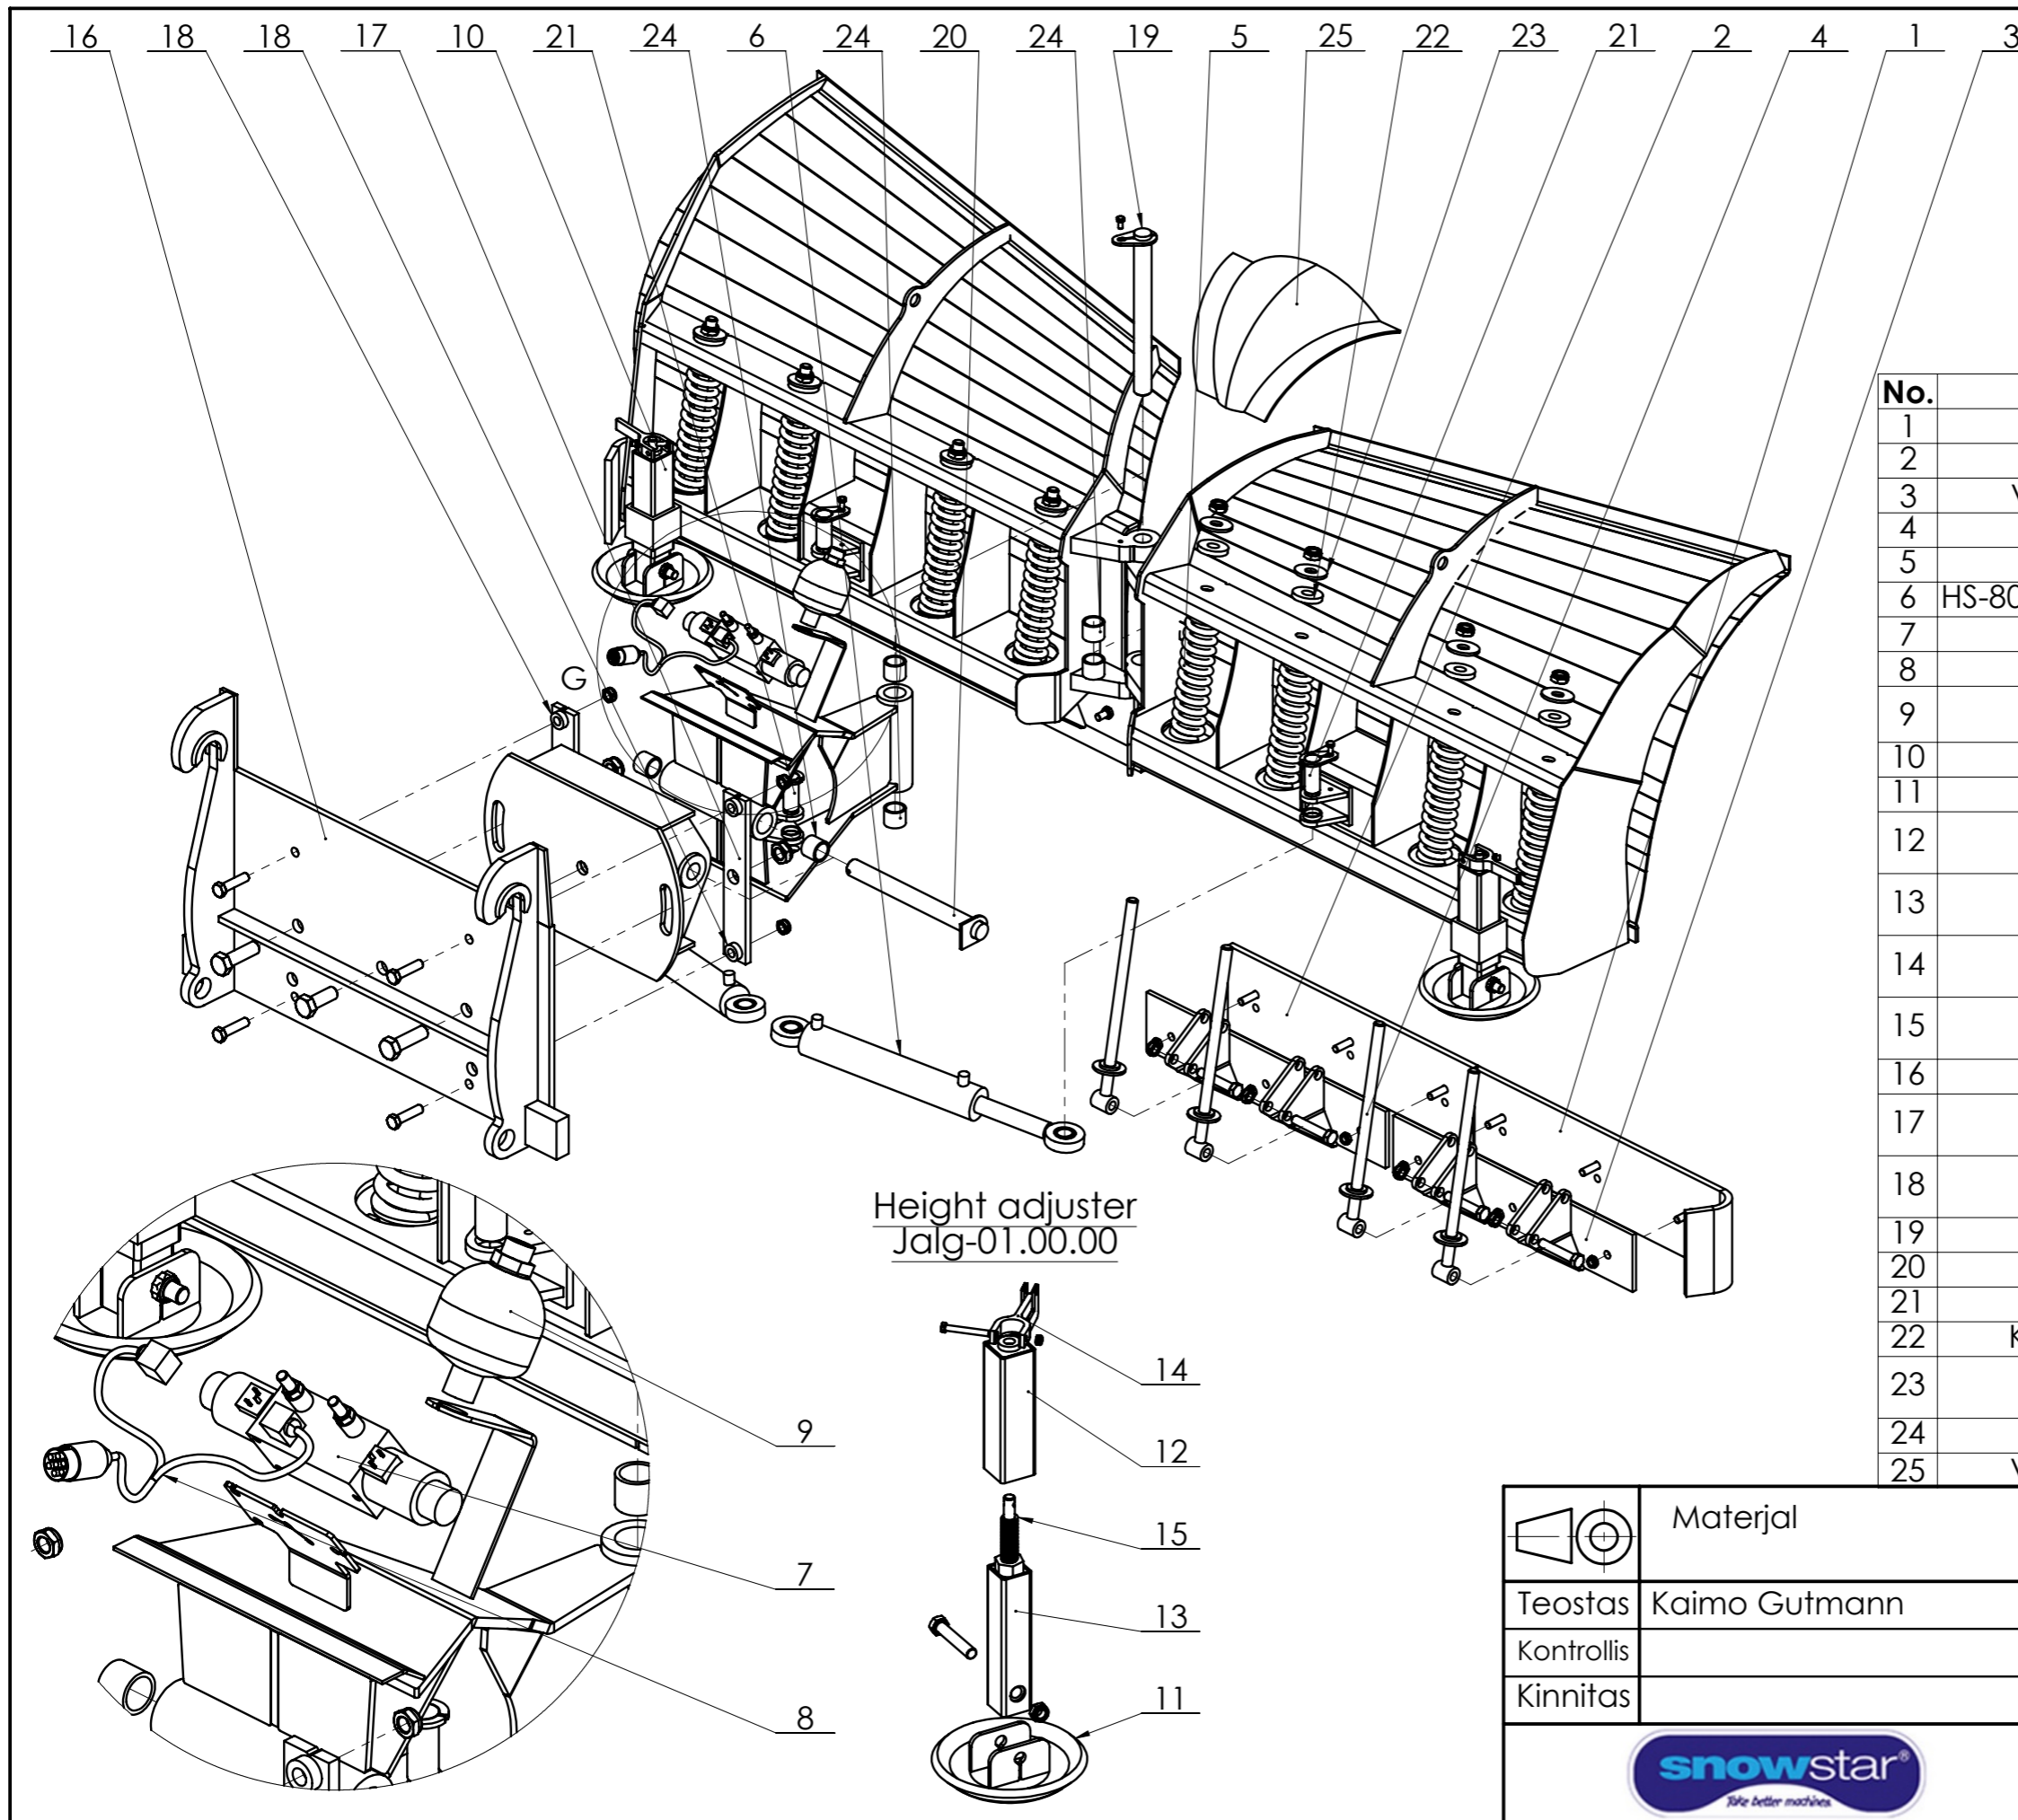 16 18 18 17 10 21 24 6 24 20 24 19 5 25 22 23 21 2 4 1 3
G
No.
1
2
3 V
4
5
6 HS-80
7
8
9
10
11
12
13
14
15
16
17
18
19
20
21
22 K
23
24
25 V
Height adjuster
Jalg-01.00.00
14
12
15
13
11
9
7
8
Materjal
Teostas Kaimo Gutmann
Kontrollis
Kinnitas
snowstar®
Take better machines